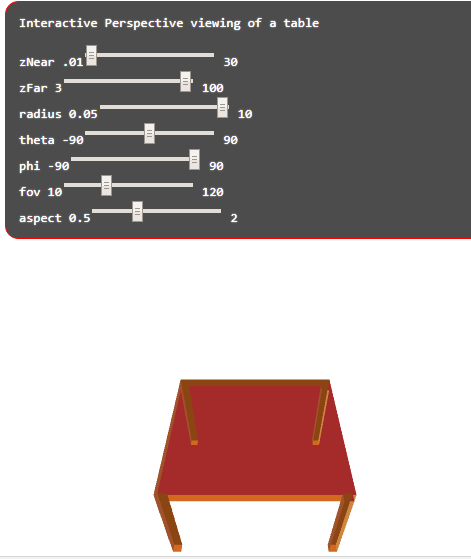 Interactive Perspective viewing of a table
zNear .01 30
zFar 3 100
radius 0.05 10
theta -90 90
phi -90 90
fov 10 120
aspect 0.5 2